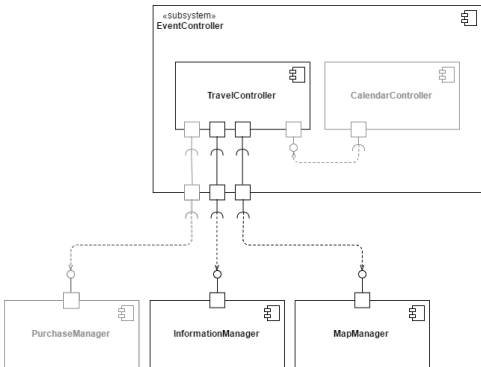 «subsystem»
EventController
TravelController
CalendarController
PurchaseManager
InformationManager
MapManager